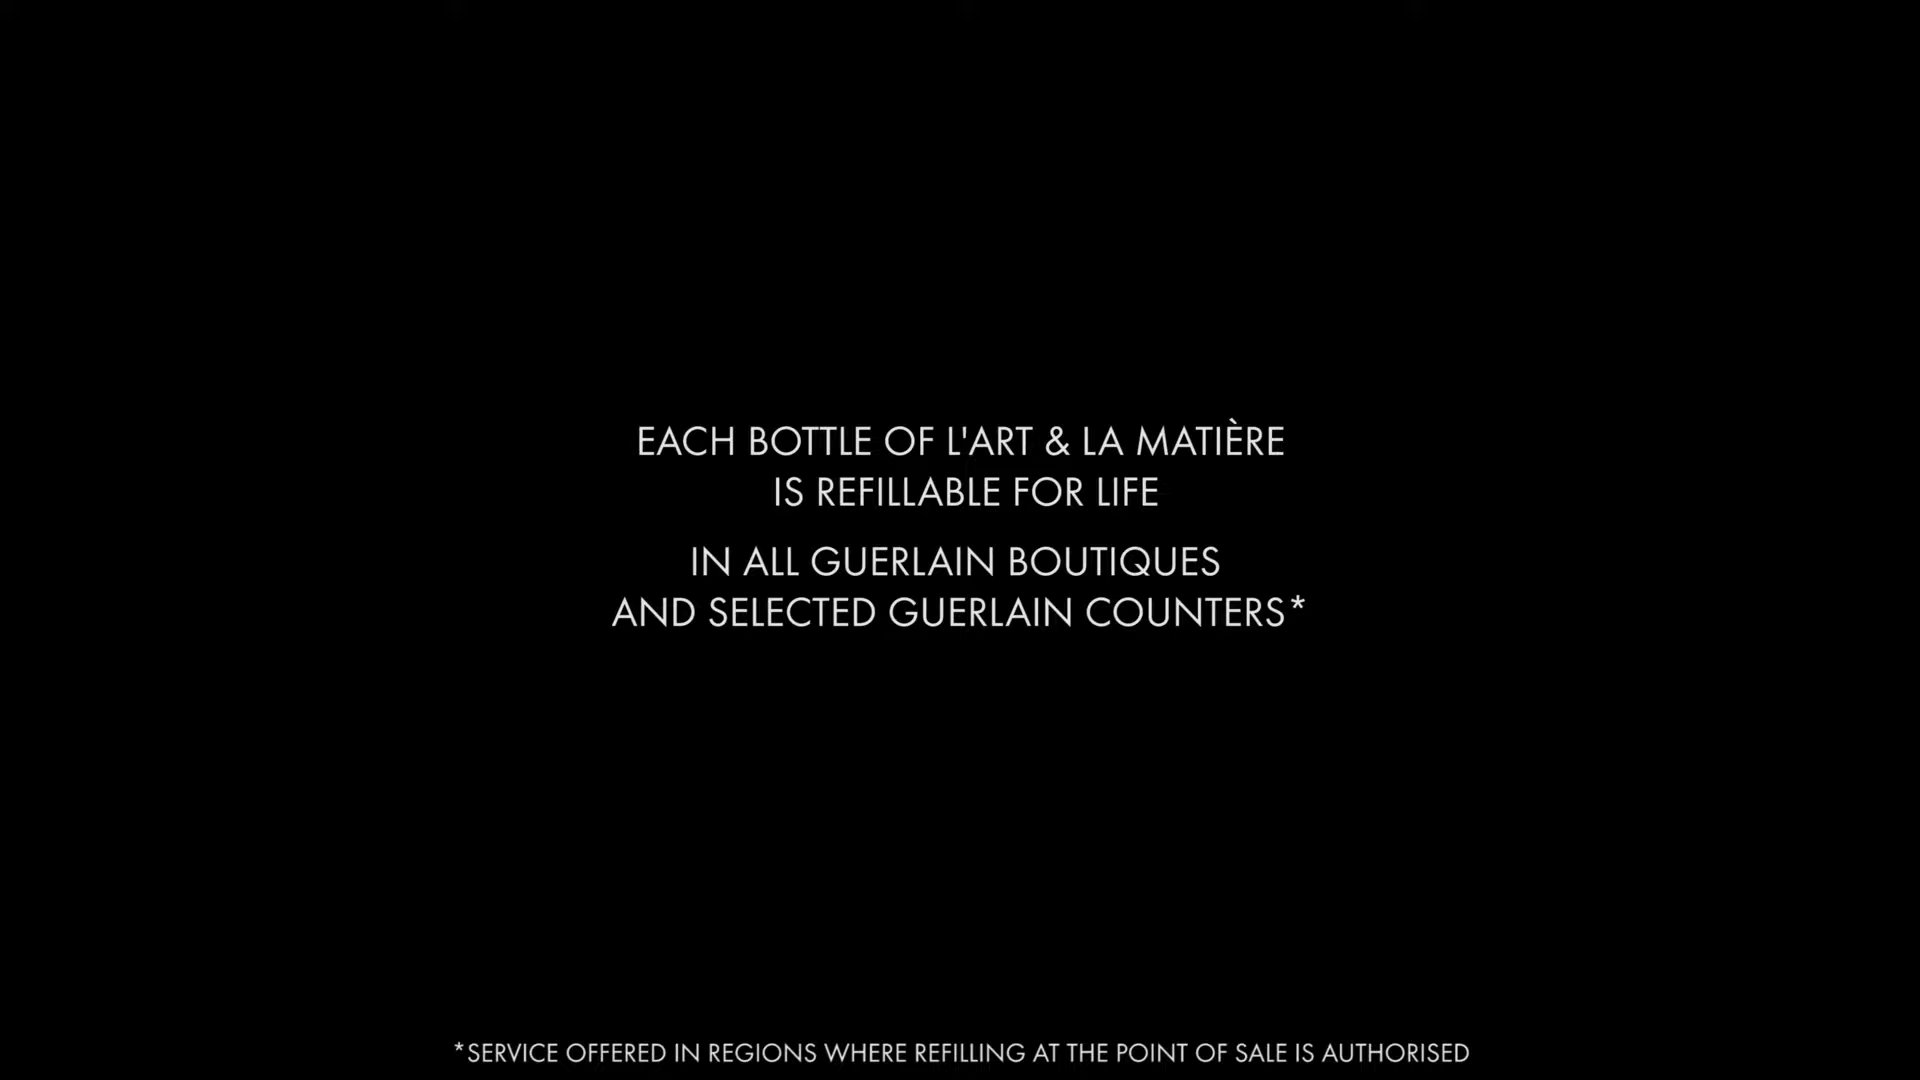 EACH BOTTLE OF L'ART & LA MATIÈRE
IS REFILLABLE FOR LIFE
IN ALL GUERLAIN BOUTIQUES
AND SELECTED GUERLAIN COUNTERS*
*SERVICE OFFERED IN REGIONS WHERE REFILLING AT THE POINT OF SALE IS AUTHORISED